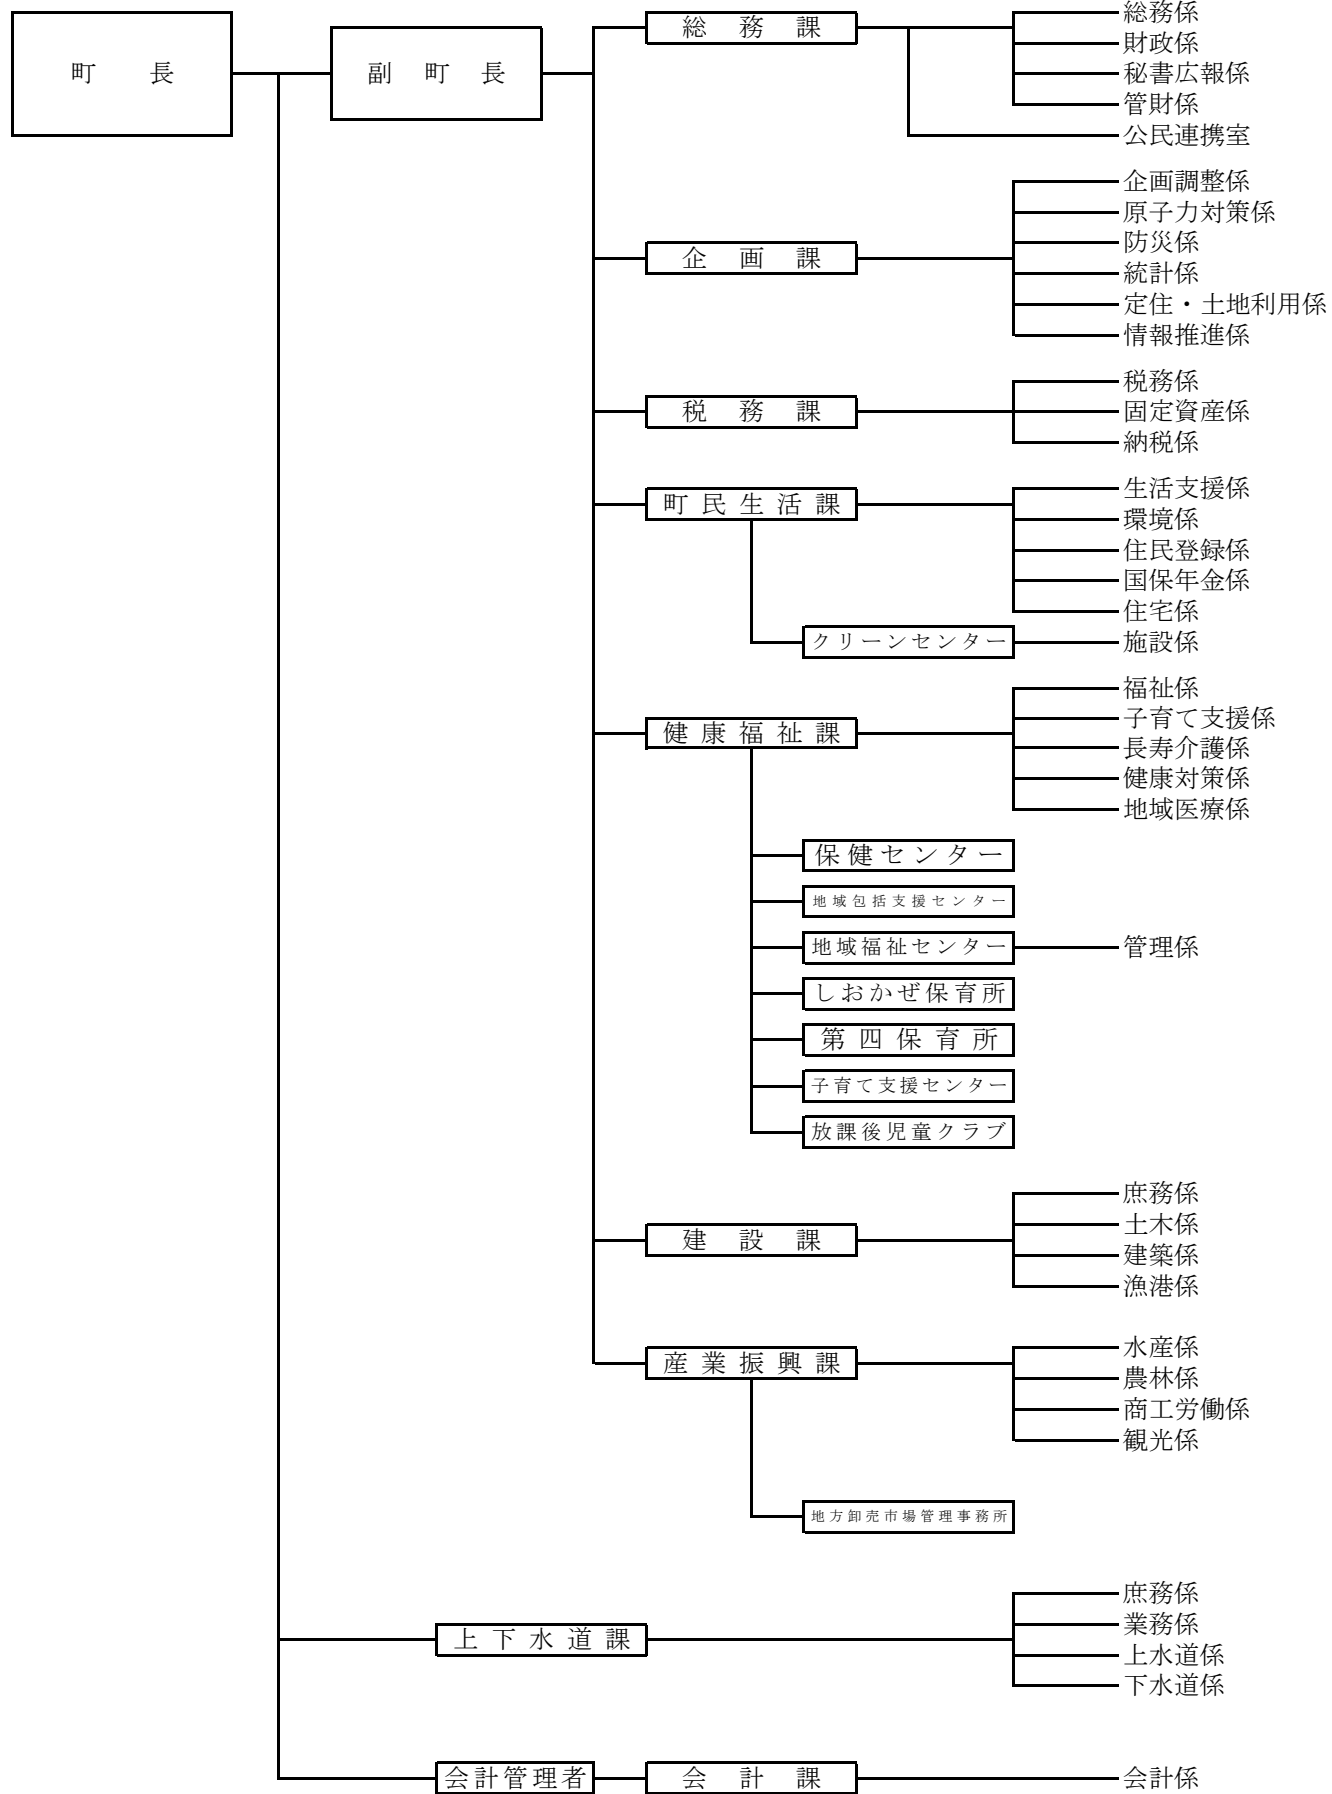 町長
副町長
総務課
総務係
財政係
秘書広報係
管財係
公民連携室
企画課
企画調整係
原子力対策係
防災係
統計係
定住・土地利用係
情報推進係
税務課
税務係
固定資産係
納税係
町民生活課
生活支援係
環境係
住民登録係
国保年金係
住宅係
クリーンセンター
施設係
健康福祉課
福祉係
子育て支援係
長寿介護係
健康対策係
地域医療係
保健センター
地域包括支援センター
地域福祉センター
管理係
しおかぜ保育所
第四保育所
子育て支援センター
放課後児童クラブ
建設課
庶務係
土木係
建築係
漁港係
産業振興課
水産係
農林係
商工労働係
観光係
地方卸売市場管理事務所
上下水道課
庶務係
業務係
上水道係
下水道係
会計管理者
会計課
会計係